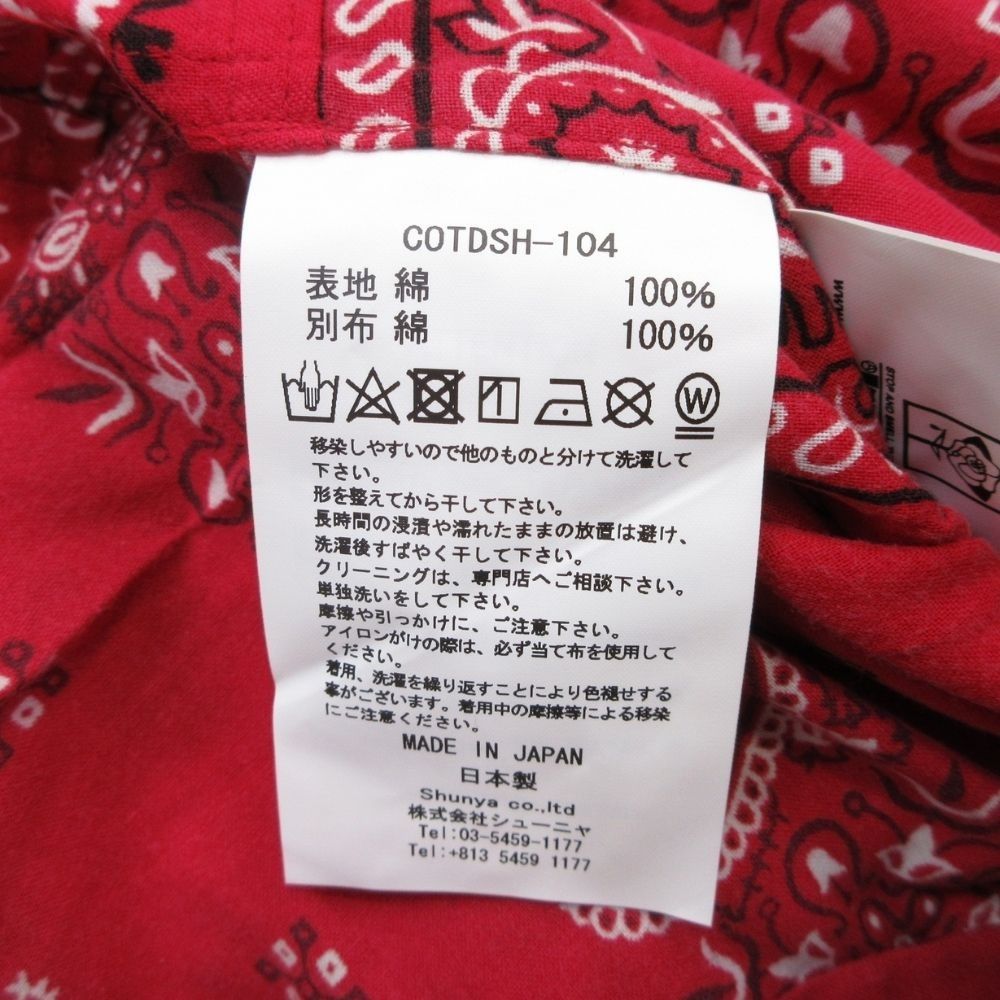 COTDSH-104
表地 綿 100%
別布 綿 100%
W
移染しやすいので他のものと分けて洗濯して
下さい。
形を整えてから干して下さい。
長時間の浸漬や濡れたままの放置は避け、
洗濯後すばやく干して下さい。
クリーニングは、専門店へご相談下さい。
単独洗いをして下さい。
摩擦や引っかけに、ご注意下さい。
アイロンがけの際は、必ず当て布を使用して
ください。
着用、洗濯を繰り返すことにより色褪せする
事がございます。着用中の摩擦等による移染
にご注意ください。
MADE IN JAPAN
日本製
Shunya co.,ltd
株式会社シューニャ
Tel:03-5459-1177
Tel:+813 5459 1177
www.
STOP AND SMELL